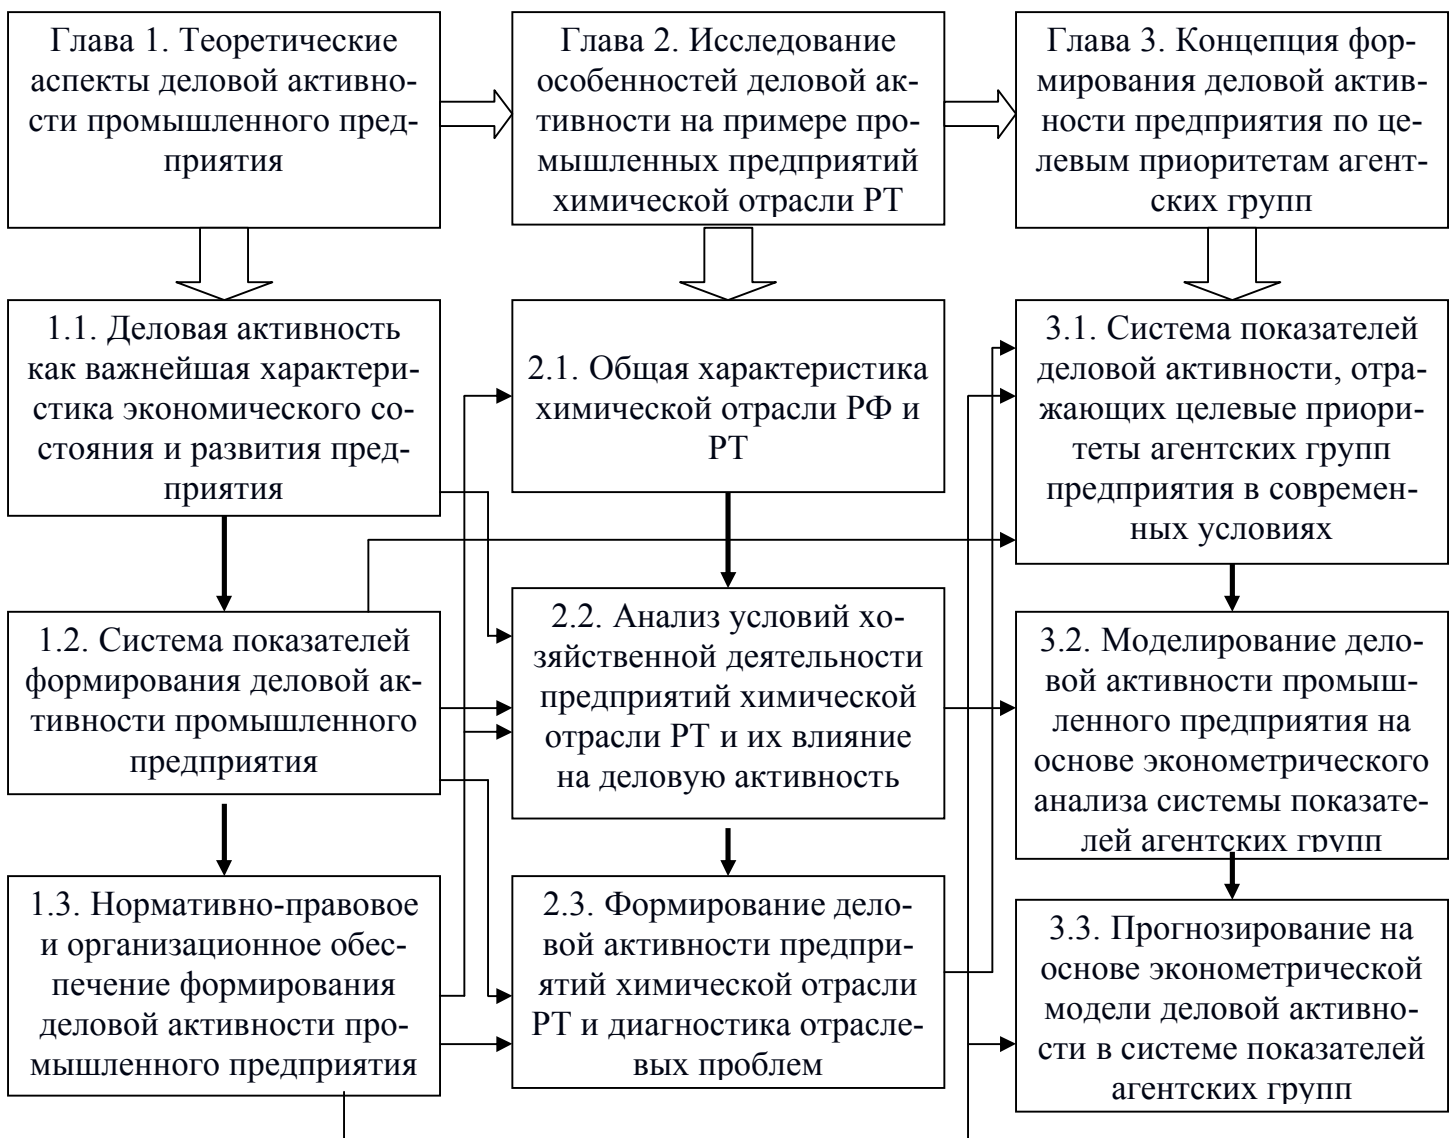 Глава 1. Теоретические
аспекты деловой активно-
сти промышленного пред-
приятия
Глава 2. Исследование
особенностей деловой ак-
тивности на примере про-
мышленных предприятий
химической отрасли РТ
Глава 3. Концепция фор-
мирования деловой актив-
ности предприятия по це-
левым приоритетам агент-
ских групп
1.1. Деловая активность
как важнейшая характери-
стика экономического со-
стояния и развития пред-
приятия
2.1. Общая характеристика
химической отрасли РФ и
РТ
3.1. Система показателей
деловой активности, отра-
жающих целевые приори-
теты агентских групп
предприятия в современ-
ных условиях
1.2. Система показателей
формирования деловой ак-
тивности промышленного
предприятия
2.2. Анализ условий хо-
зяйственной деятельности
предприятий химической
отрасли РТ и их влияние
на деловую активность
3.2. Моделирование дело-
вой активности промыш-
ленного предприятия на
основе эконометрического
анализа системы показате-
лей агентских групп
1.3. Нормативно-правовое
и организационное обес-
печение формирования
деловой активности про-
мышленного предприятия
2.3. Формирование дело-
вой активности предпри-
ятий химической отрасли
РТ и диагностика отрасле-
вых проблем
3.3. Прогнозирование на
основе эконометрической
модели деловой активно-
сти в системе показателей
агентских групп